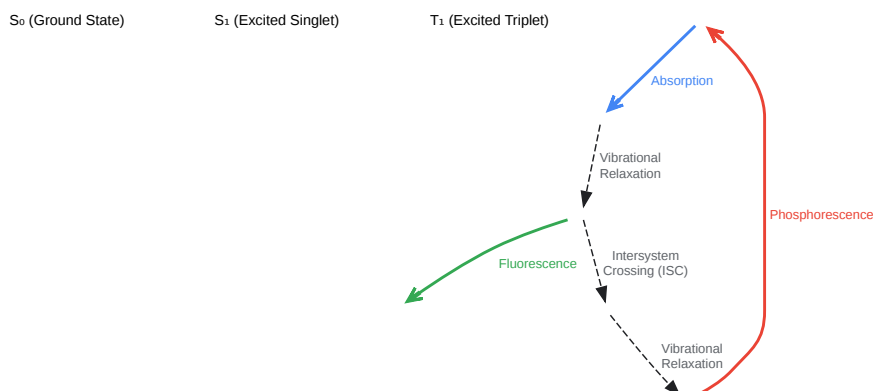 S₀ (Ground State)
S₁ (Excited Singlet)
T₁ (Excited Triplet)
Absorption
Vibrational
Relaxation
Phosphorescence
Fluorescence
Intersystem
Crossing (ISC)
Vibrational
Relaxation